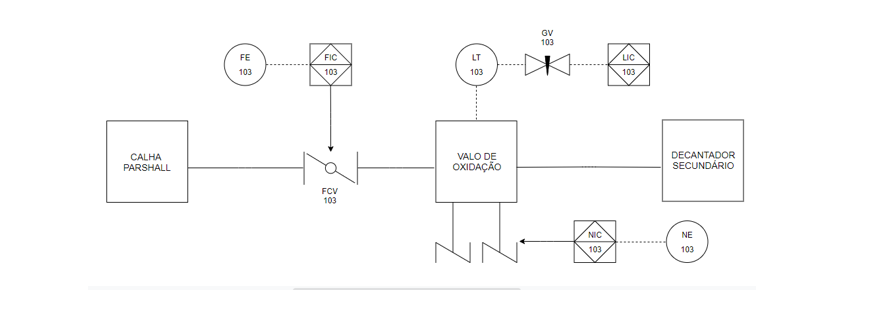 FE
103
FIC
103
LT
103
GV
103
LIC
103
CALHA
PARSHALL
FCV
103
VALO DE
OXIDAÇÃO
DECANTADOR
SECUNDÁRIO
NIC
103
NE
103